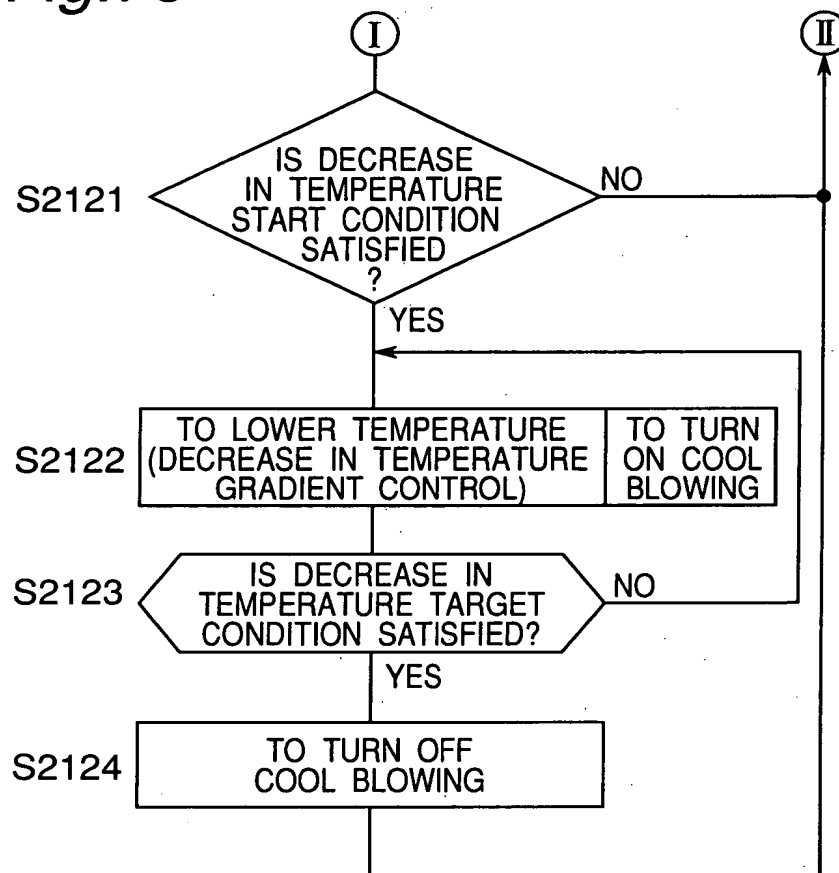 I
II
IS DECREASE
IN TEMPERATURE
START CONDITION
SATISFIED
?
S2121
NO
YES
S2122
TO LOWER TEMPERATURE
(DECREASE IN TEMPERATURE
GRADIENT CONTROL)
TO TURN
ON COOL
BLOWING
S2123
IS DECREASE IN
TEMPERATURE TARGET
CONDITION SATISFIED?
NO
YES
S2124
TO TURN OFF
COOL BLOWING